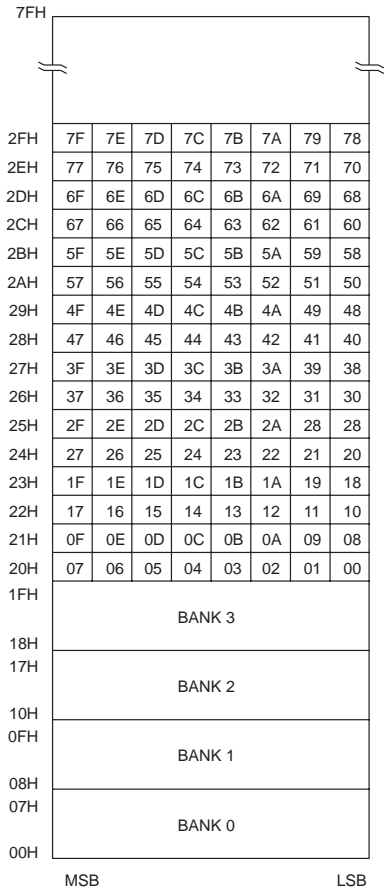 7FH
2FH 7F 7E 7D 7C 7B 7A 79 78
2EH 77 76 75 74 73 72 71 70
2DH 6F 6E 6D 6C 6B 6A 69 68
2CH 67 66 65 64 63 62 61 60
2BH 5F 5E 5D 5C 5B 5A 59 58
2AH 57 56 55 54 53 52 51 50
29H 4F 4E 4D 4C 4B 4A 49 48
28H 47 46 45 44 43 42 41 40
27H 3F 3E 3D 3C 3B 3A 39 38
26H 37 36 35 34 33 32 31 30
25H 2F 2E 2D 2C 2B 2A 28 28
24H 27 26 25 24 23 22 21 20
23H 1F 1E 1D 1C 1B 1A 19 18
22H 17 16 15 14 13 12 11 10
21H 0F 0E 0D 0C 0B 0A 09 08
20H 07 06 05 04 03 02 01 00
1FH
BANK 3
18H
17H
BANK 2
10H
0FH
BANK 1
08H
07H
BANK 0
00H
MSB LSB